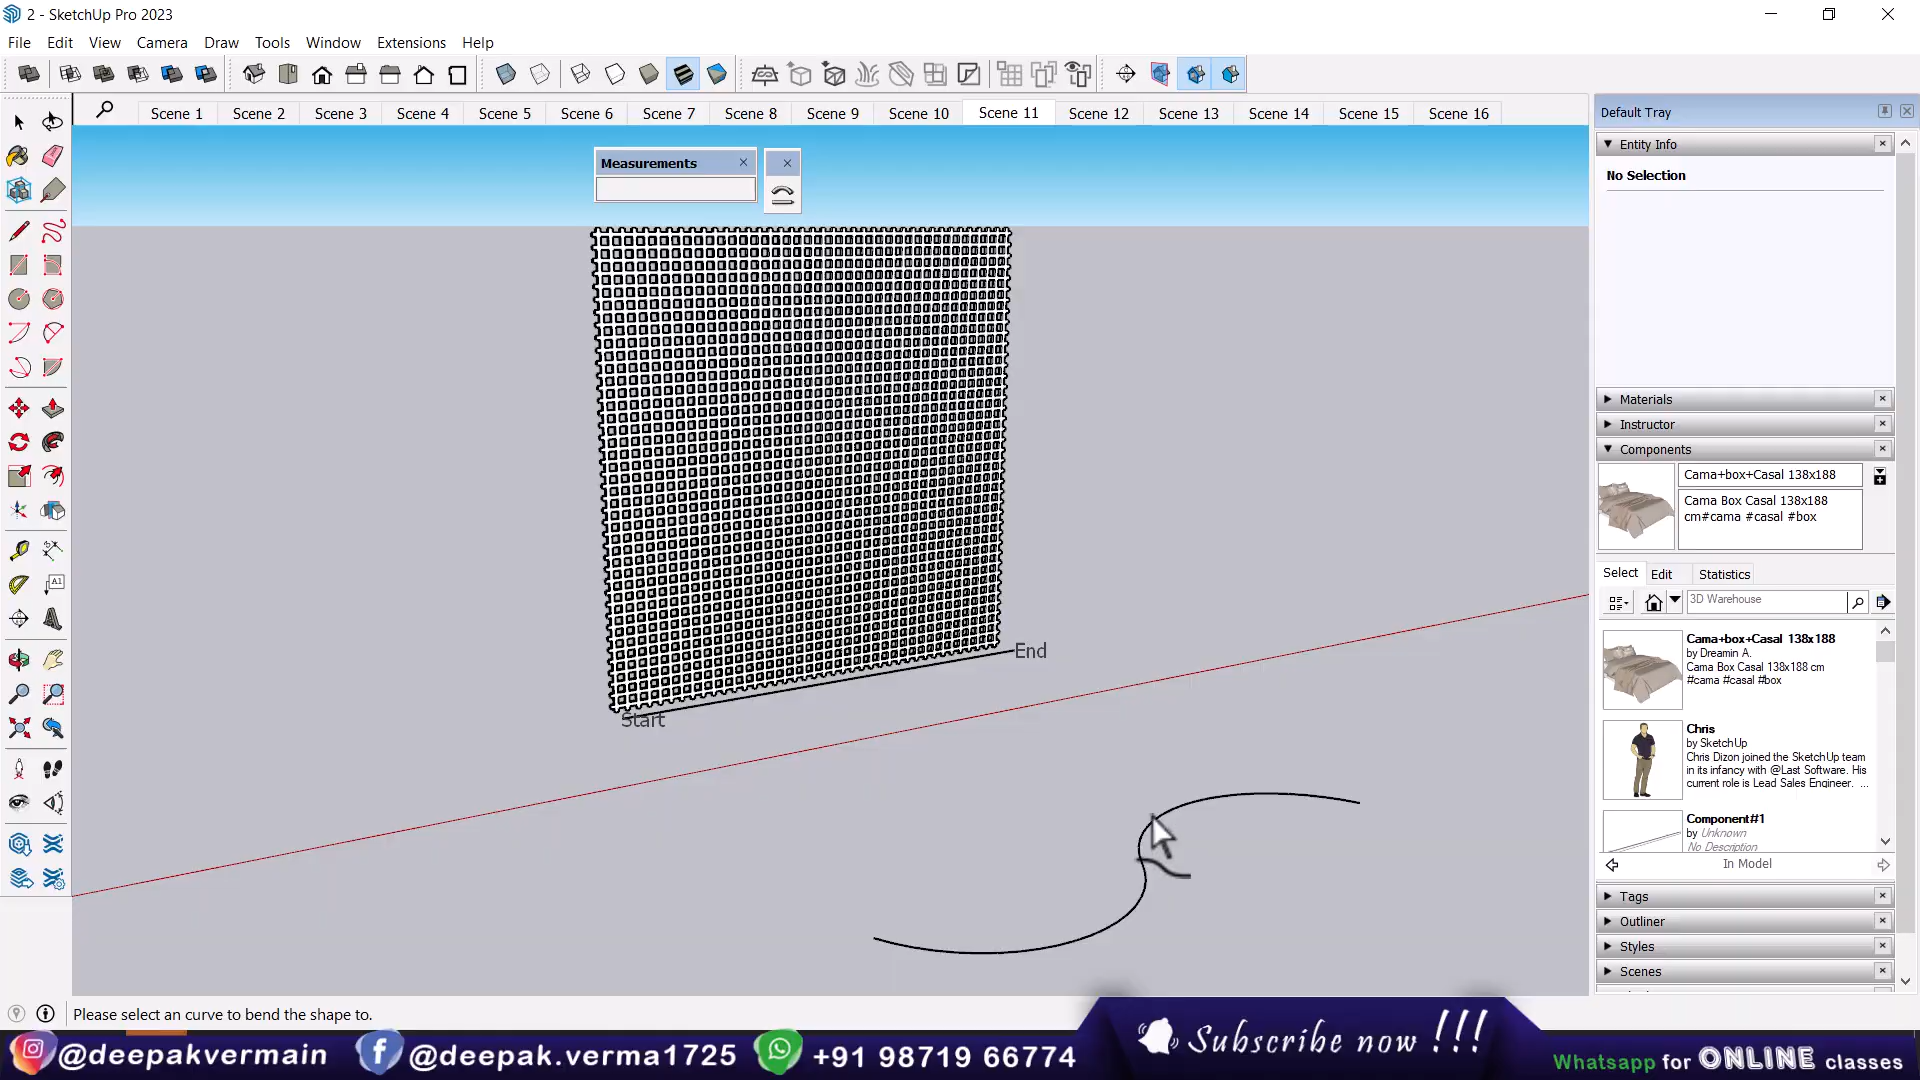 2 - SketchUp Pro 2023
File Edit View Camera Draw Tools Window Extensions Help
Scene 1 Scene 2 Scene 3 Scene 4 Scene 5 Scene 6 Scene 7 Scene 8 Scene 9 Scene 10 Scene 11 Scene 12 Scene 13 Scene 14 Scene 15 Scene 16
Measurements
Start
End
A1
Default Tray
Entity Info
No Selection
Materials
Instructor
Components
Cama+box+Casal 138x188
Cama Box Casal 138x188
cm#cama #casal #box
Select Edit Statistics
3D Warehouse
Cama+box+Casal 138x188
by Dreamin A.
Cama Box Casal 138x188 cm
#cama #casal #box
Chris
by SketchUp
Chris Dizon joined the SketchUp team
in its infancy with @Last Software. His
current role is Lead Sales Engineer. ...
Component#1
by Unknown
No Description
In Model
Tags
Outliner
Styles
Scenes
Please select an curve to bend the shape to.
@deepakvermain @deepak.verma1725 +91 98719 66774
Subscribe now !!!
Whatsapp for ONLINE classes